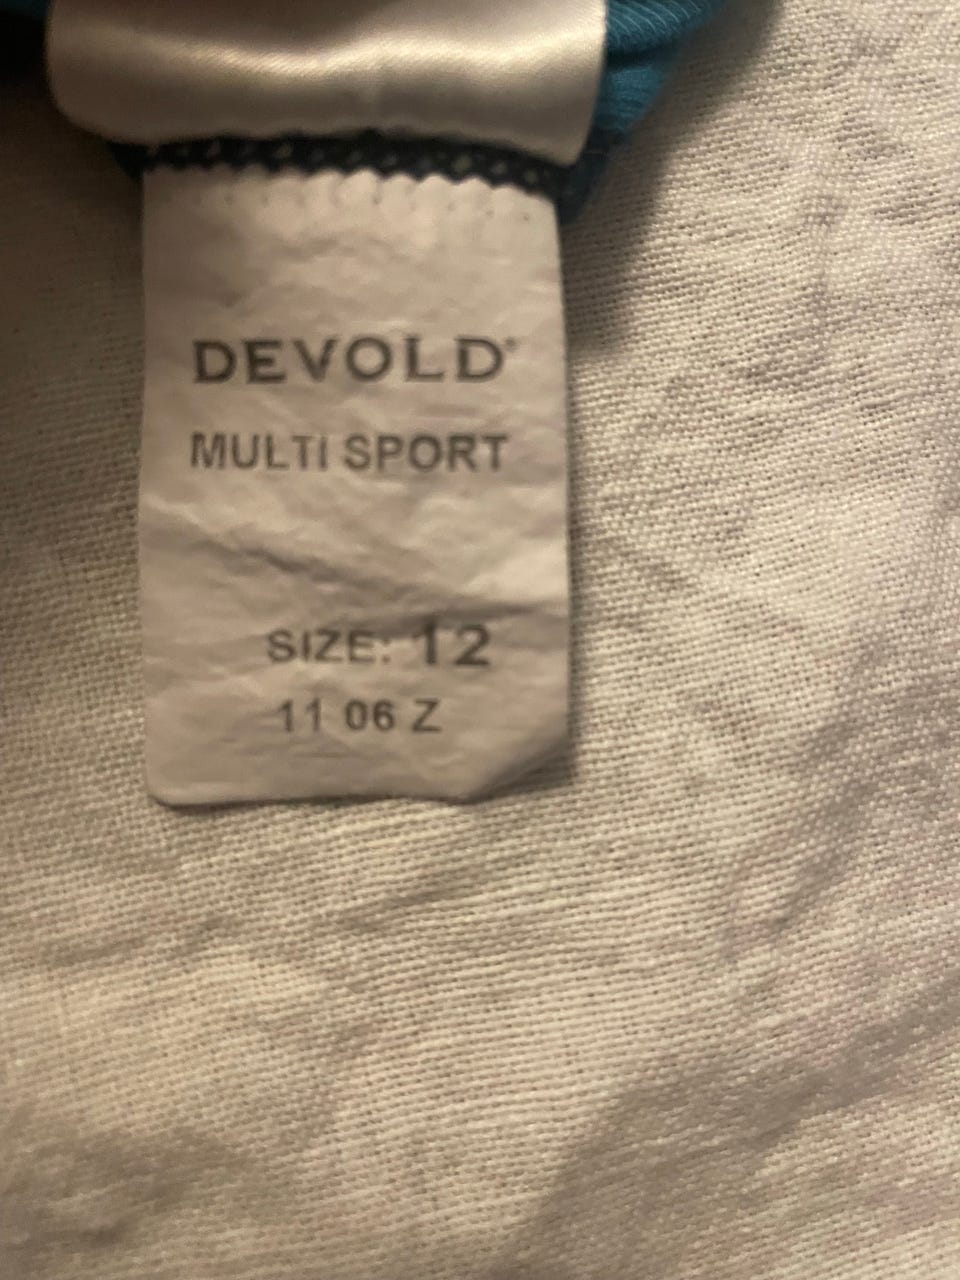 DEVOLD®
MULTI SPORT
SIZE: 12
11 06 Z